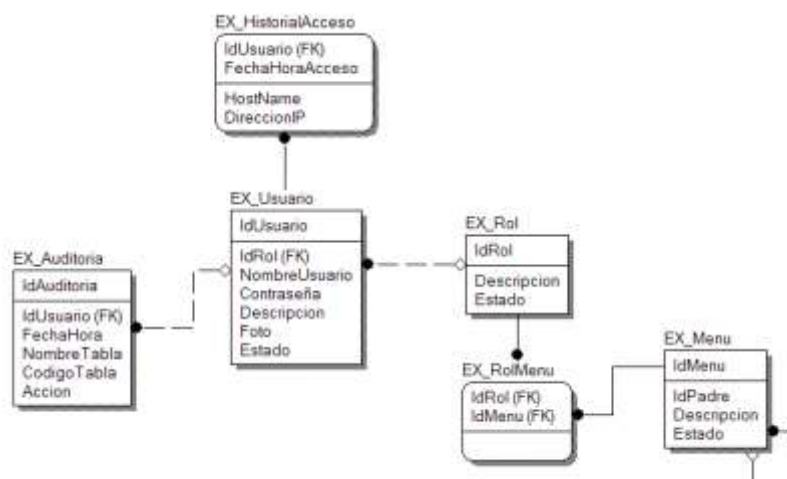 EX_HistorialAcceso
IdUsuario (FK)
FechaHoraAcceso
HostName
DireccionIP
EX_Usuario
IdUsuario
IdRol (FK)
NombreUsuario
Contraseña
Descripcion
Foto
Estado
EX_Rol
IdRol
Descripcion
Estado
EX_Auditoria
IdAuditoria
IdUsuario (FK)
FechaHora
NombreTabla
CodigoTabla
Accion
EX_RolMenu
IdRol (FK)
IdMenu (FK)
EX_Menu
IdMenu
IdPadre
Descripcion
Estado